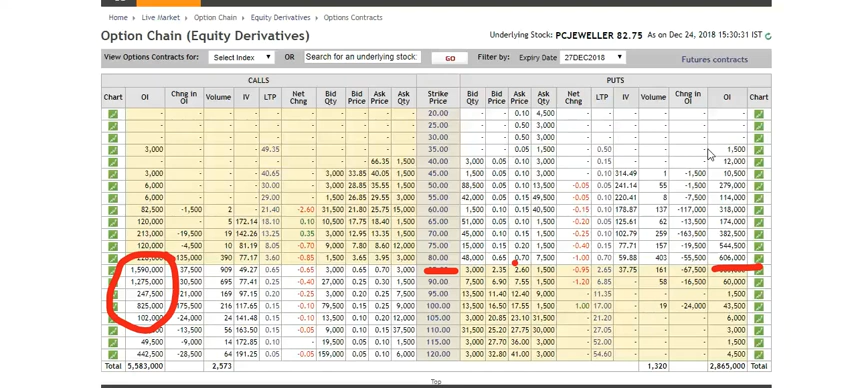 Home › Live Market › Option Chain › Equity Derivatives › Options Contracts
Option Chain (Equity Derivatives) Underlying Stock: PCJEWELLER 82.75 As on Dec 24, 2018 15:30:31 IST
View Options Contracts for: Select Index OR Search for an underlying stock: GO Filter by: Expiry Date 27DEC2018 Futures contracts
CALLS PUTS
Chart OI Chng in OI Volume IV LTP Net Chng Bid Qty Bid Price Ask Price Ask Qty Strike Price Bid Qty Bid Price Ask Price Ask Qty Net Chng LTP IV Volume Chng in OI OI Chart
- - - - - - - - - - 20.00 - - 0.10 4,500 - - - - - -
- - - - - - - - - - 25.00 - - 0.50 3,000 - - - - - -
- - - - - - - - - - 30.00 - - 0.50 3,000 - - - - - -
3,000 - - - 49.35 - - - - - 35.00 - - 0.05 1,500 - 0.50 - - - 1,500
- - - - - - - - 66.35 1,500 40.00 3,000 0.05 0.10 3,000 - 0.15 - - - 12,000
3,000 - - - 40.65 - 3,000 33.85 40.05 1,500 45.00 1,500 0.05 0.10 3,000 - 0.10 314.49 1 -1,500 10,500
6,000 - - - 30.00 - 3,000 28.85 35.55 1,500 50.00 88,500 0.05 0.10 13,500 -0.05 0.05 241.14 55 -1,500 279,000
6,000 - - - 29.00 - 3,000 23.80 30.55 1,500 55.00 42,000 0.05 0.15 49,500 -0.05 0.10 220.41 8 -7,500 114,000
82,500 -1,500 2 - 21.40 -2.60 31,500 21.80 25.75 15,000 60.00 15,000 0.10 0.15 40,500 -0.05 0.15 178.87 137 -117,000 318,000
120,000 - 5 172.14 18.10 0.10 3,000 17.75 18.40 1,500 65.00 51,000 0.15 0.20 15,000 -0.05 0.20 125.61 62 -13,500 174,000
213,000 -19,500 19 142.26 13.25 0.35 3,000 12.95 13.35 1,500 70.00 42,000 0.15 0.25 1,500 -0.15 0.25 102.79 259 -163,500 382,500
120,000 -4,500 10 81.19 8.05 -0.70 9,000 7.80 8.60 12,000 75.00 27,000 0.30 0.40 15,000 -0.40 0.35 77.71 157 -19,500 544,500
228,000 135,000 390 77.17 3.60 -0.85 1,500 3.65 3.95 3,000 80.00 48,000 0.65 0.70 7,500 -1.00 0.70 59.88 403 -55,500 606,000
1,590,000 37,500 909 49.27 0.65 -0.65 3,000 0.65 0.70 3,000 3,000 2.35 2.60 1,500 -0.95 2.65 37.75 161 -67,500
1,275,000 30,500 695 77.41 0.25 -0.40 27,000 0.25 0.30 1,500 90.00 7,500 6.90 7.55 1,500 -1.20 6.85 - 58 -16,500 60,000
247,500 21,000 169 97.15 0.20 -0.25 3,000 0.20 0.25 7,500 95.00 13,500 11.40 12.40 9,000 - 11.35 - - - 1,500
825,000 175,500 216 117.65 0.15 -0.10 75,000 0.15 0.25 9,000 100.00 13,500 16.50 17.55 1,500 1.00 17.00 - 19 -24,000 43,500
102,000 -24,000 24 141.48 0.15 -0.10 13,500 0.10 0.20 12,000 105.00 3,000 20.85 23.10 31,500 - 21.20 - - - 6,000
13,500 56 163.50 0.15 -0.05 9,000 0.10 0.15 37,500 110.00 31,500 25.20 27.75 30,000 - 27.05 - - - 3,000
49,500 -9,000 14 172.85 0.10 - 19,500 0.05 0.15 4,500 115.00 3,000 27.70 36.00 3,000 - 32.85 - - - 1,500
442,500 -28,500 64 191.25 0.05 -0.10 159,000 0.05 0.10 6,000 120.00 3,000 32.80 41.00 3,000 - 54.60 - - - 4,500
Total 5,583,000 2,573 1,320 2,865,000 Total
Top